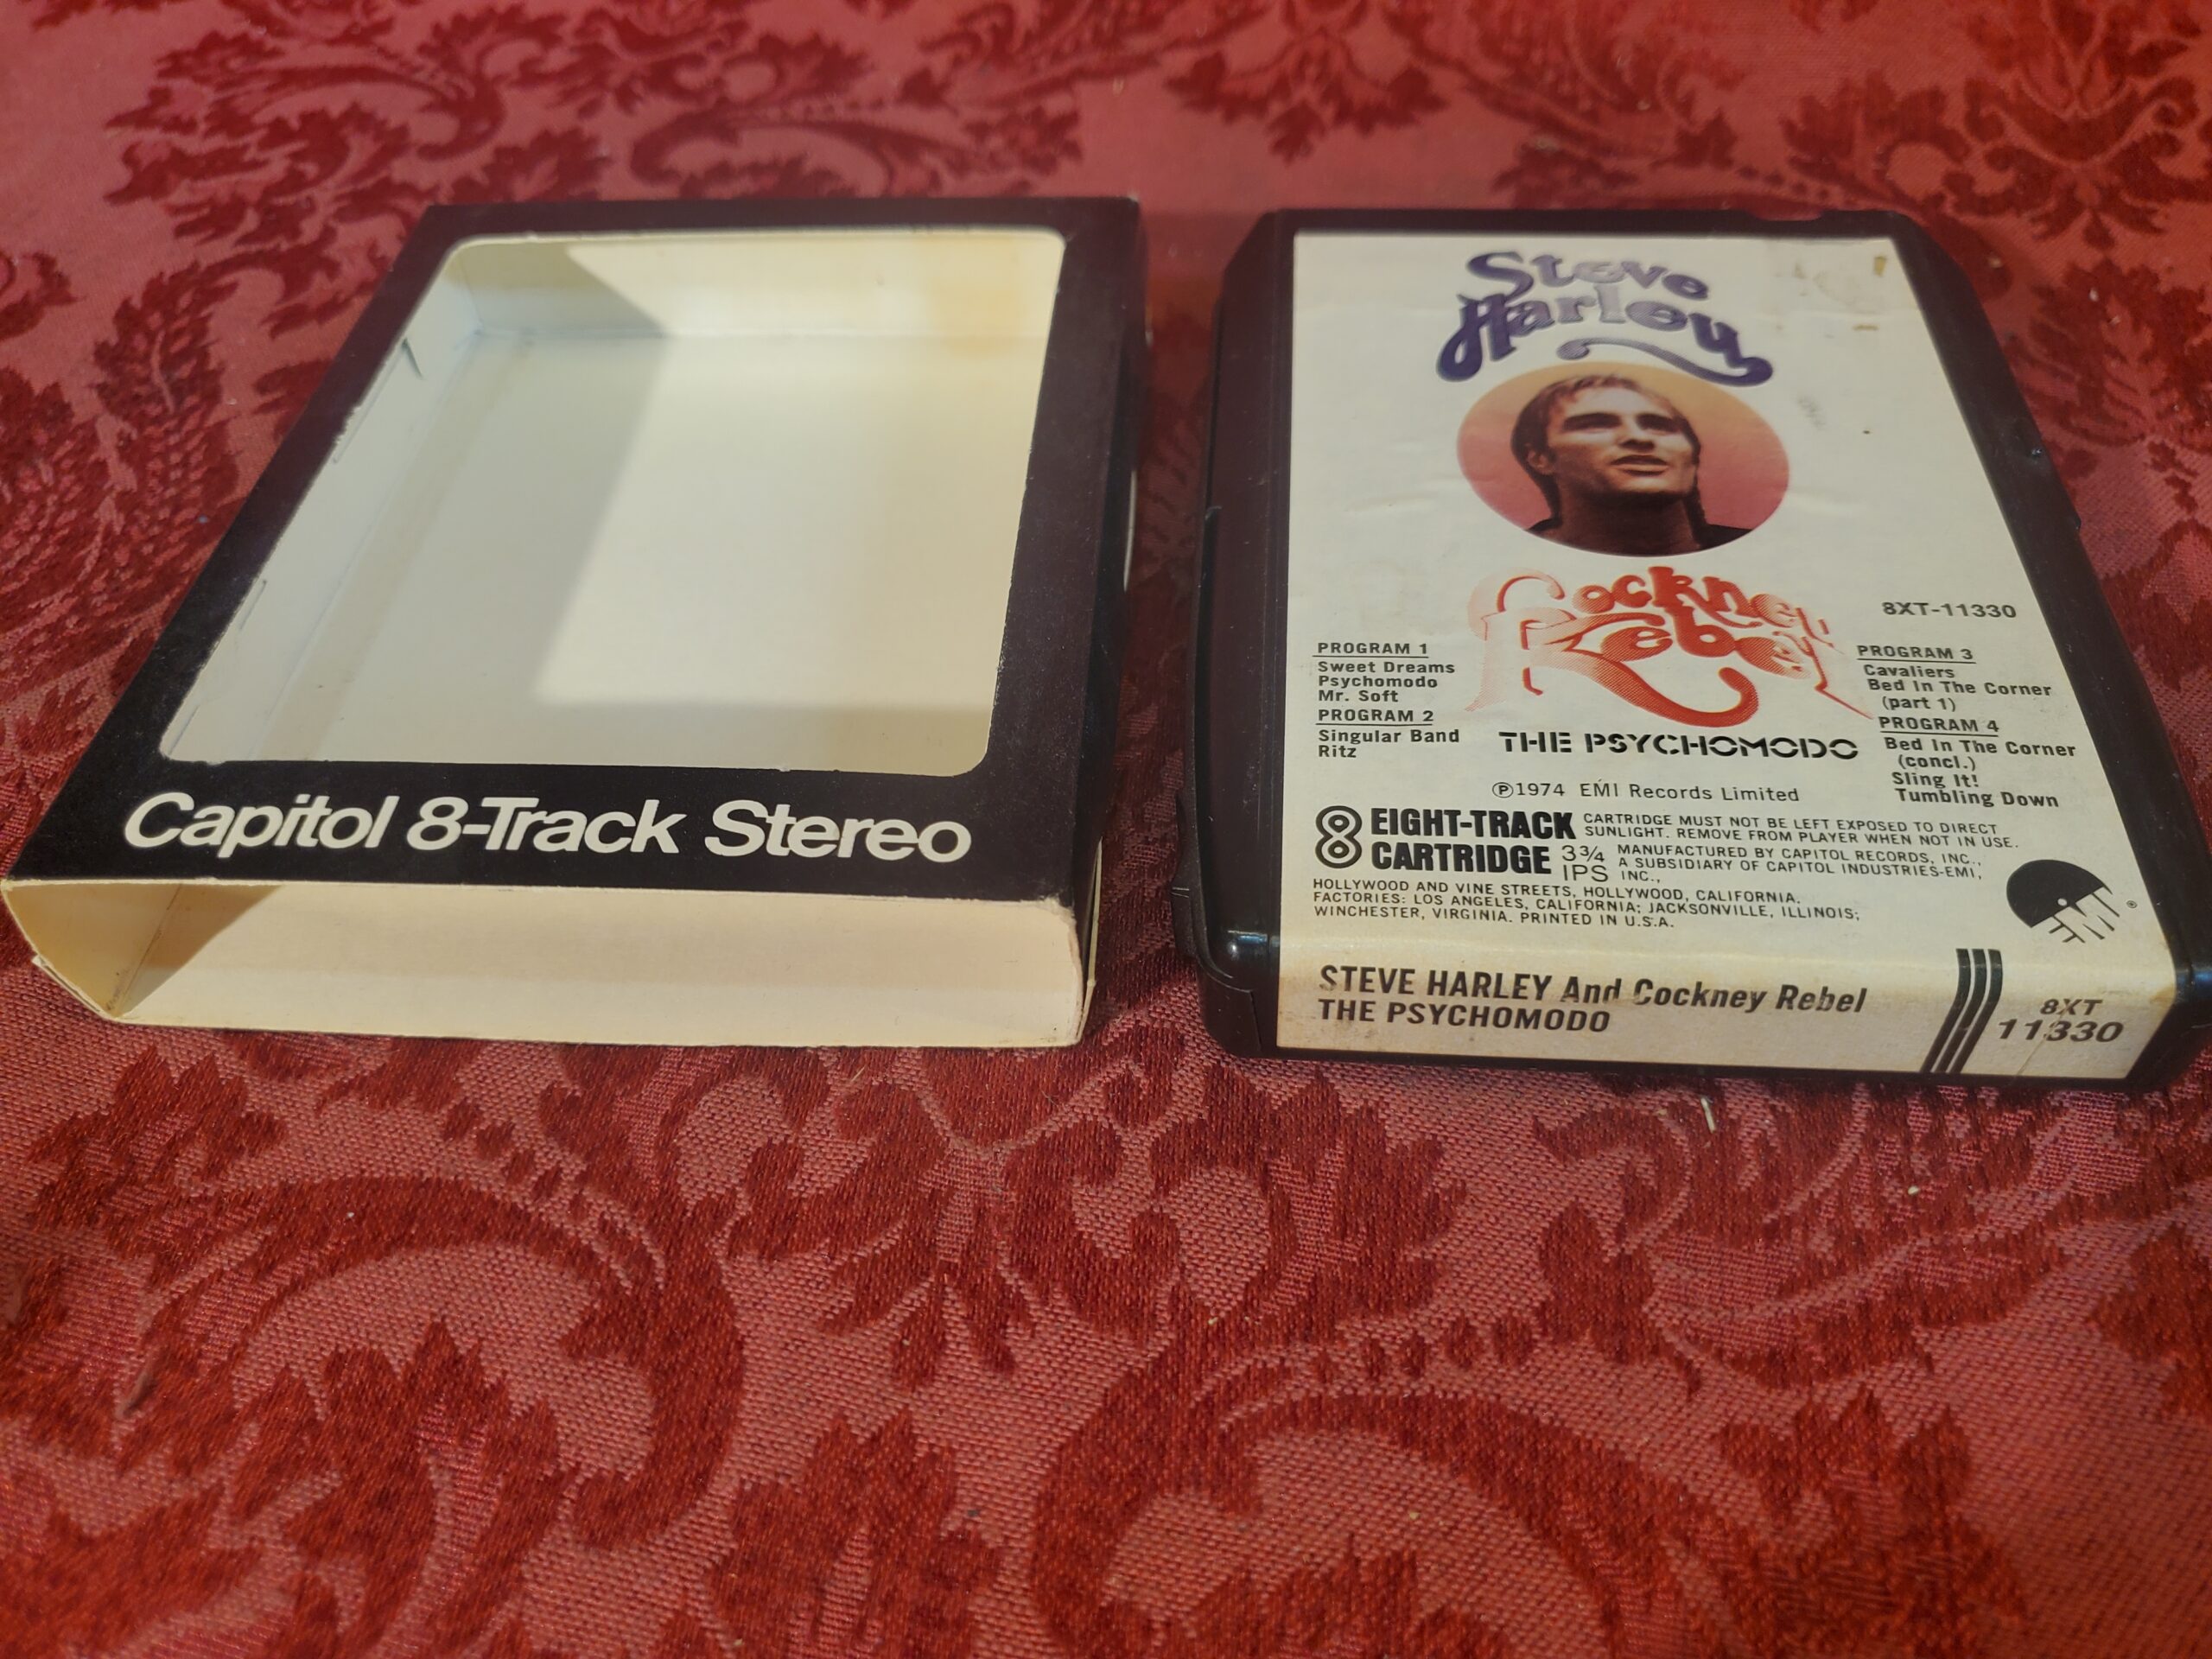 Capitol 8-Track Stereo
Steve
Harley
Cockney
Rebel
8XT-11330
PROGRAM 1
Sweet Dreams
Psychomodo
Mr. Soft
PROGRAM 2
Singular Band
Ritz
PROGRAM 3
Cavaliers
Bed In The Corner
(part 1)
PROGRAM 4
Bed In The Corner
(concl.)
Sling It!
Tumbling Down
THE PSYCHOMODO
℗1974 EMI Records Limited
8 EIGHT-TRACK
CARTRIDGE
3¾
IPS
CARTRIDGE MUST NOT BE LEFT EXPOSED TO DIRECT
SUNLIGHT. REMOVE FROM PLAYER WHEN NOT IN USE.
MANUFACTURED BY CAPITOL RECORDS, INC.,
A SUBSIDIARY OF CAPITOL INDUSTRIES-EMI,
INC.,
HOLLYWOOD AND VINE STREETS, HOLLYWOOD, CALIFORNIA.
FACTORIES: LOS ANGELES, CALIFORNIA; JACKSONVILLE, ILLINOIS;
WINCHESTER, VIRGINIA. PRINTED IN U.S.A.
EMI ®
STEVE HARLEY And Cockney Rebel
THE PSYCHOMODO
8XT
11330